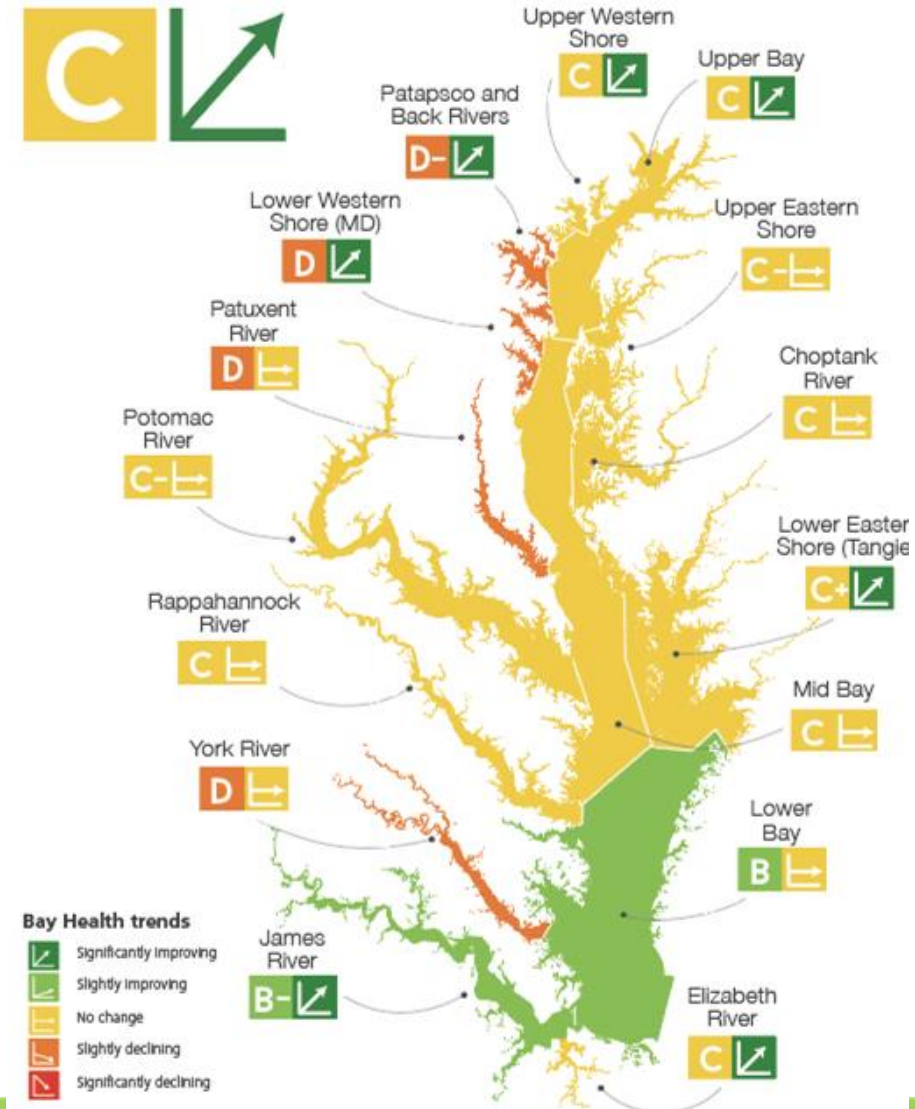 C
Upper Western
Shore
C
Upper Bay
C
Patapsco and
Back Rivers
D-
Lower Western
Shore (MD)
D
Upper Eastern
Shore
C-
Patuxent
River
D
Choptank
River
C
Potomac
River
C-
Lower Easter
Shore (Tangie
C+
Rappahannock
River
C
Mid Bay
C
York River
D
Lower
Bay
B
James
River
B-
Elizabeth
River
C
Bay Health trends
Significantly improving
Slightly improving
No change
Slightly declining
Significantly declining